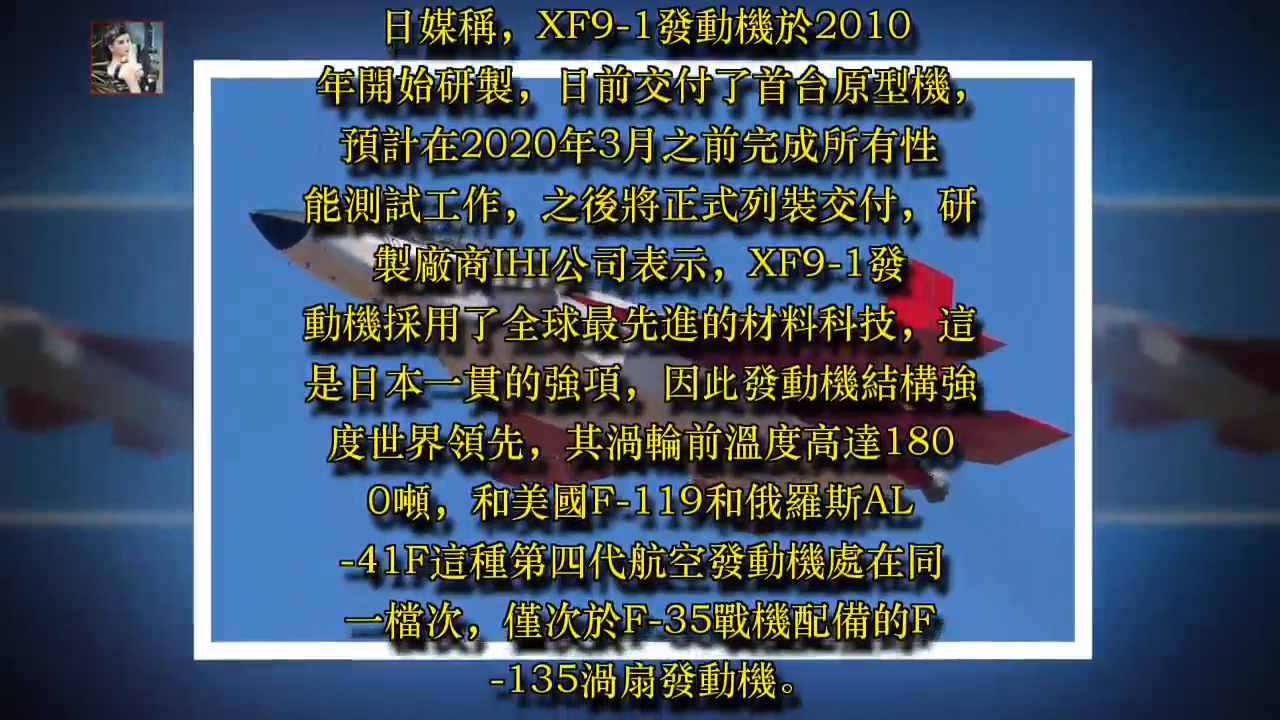 日媒稱，XF9-1發動機於2010
年開始研製，日前交付了首台原型機，
預計在2020年3月之前完成所有性
能測試工作，之後將正式列裝交付，研
製廠商IHI公司表示，XF9-1發
動機採用了全球最先進的材料科技，這
是日本一貫的強項，因此發動機結構強
度世界領先，其渦輪前溫度高達180
0噸，和美國F-119和俄羅斯AL
-41F這種第四代航空發動機處在同
一檔次，僅次於F-35戰機配備的F
-135渦扇發動機。